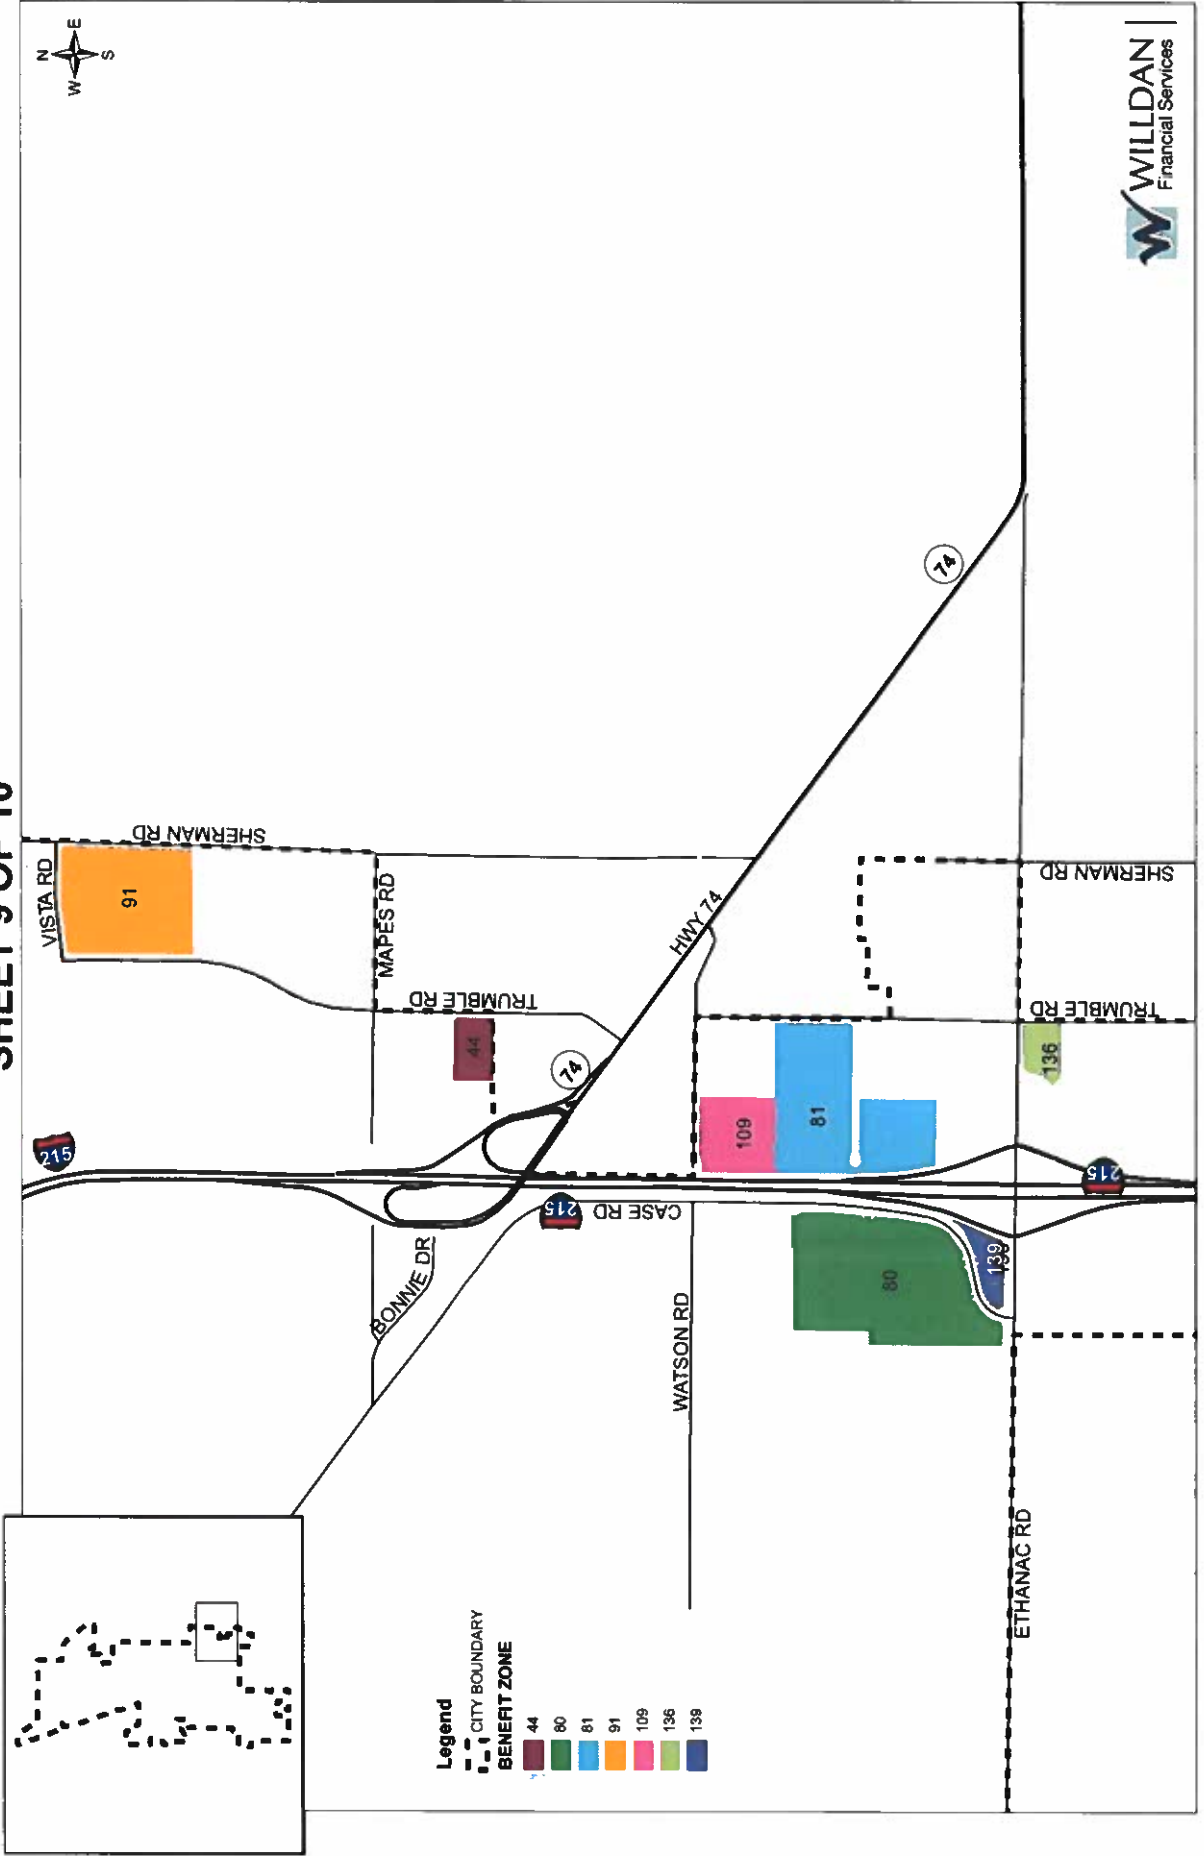 SHEET 9 OF 10
N
W E
S
215
VISTA RD
SHERMAN RD
91
MAPES RD
TRUMBLE RD
44
BONNIE DR
74
215
CASE RD
HWY 74
WATSON RD
109
81
80
74
139
215
136
TRUMBLE RD
SHERMAN RD
ETHANAC RD
Legend
CITY BOUNDARY
BENEFIT ZONE
44
80
81
91
109
136
139
WILLDAN
Financial Services